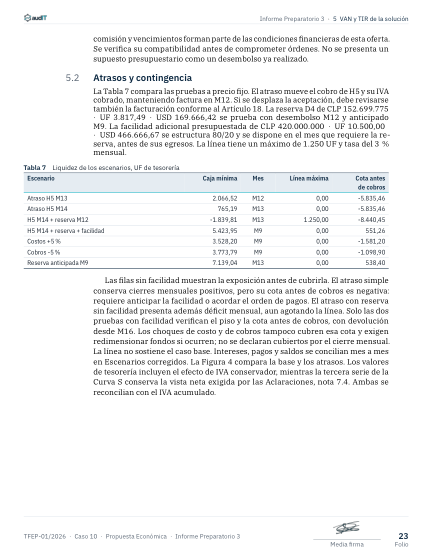 audIT
Informe Preparatorio 3 · 5 VAN y TIR de la solución
comisión y vencimientos forman parte de las condiciones financieras de esta oferta.
Se verifica su compatibilidad antes de comprometer órdenes. No se presenta un
supuesto presupuestario como un desembolso ya realizado.
5.2 Atrasos y contingencia
La Tabla 7 compara las pruebas a precio fijo. El atraso mueve el cobro de H5 y su IVA
cobrado, manteniendo factura en M12. Si se desplaza la aceptación, debe revisarse
también la facturación conforme al Artículo 18. La reserva D4 de CLP 152.699.775
· UF 3.817,49 · USD 169.666,42 se prueba con desembolso M12 y anticipado
M9. La facilidad adicional presupuestada de CLP 420.000.000 · UF 10.500,00
· USD 466.666,67 se estructura 80/20 y se dispone en el mes que requiere la re-
serva, antes de sus egresos. La línea tiene un máximo de 1.250 UF y tasa del 3 %
mensual.
Tabla 7 Liquidez de los escenarios, UF de tesorería
Escenario Caja mínima Mes Línea máxima Cota antes
de cobros
Atraso H5 M13 2.066,52 M12 0,00 -5.835,46
Atraso H5 M14 765,19 M13 0,00 -5.835,46
H5 M14 + reserva M12 -1.839,81 M13 1.250,00 -8.440,45
H5 M14 + reserva + facilidad 5.423,95 M9 0,00 551,26
Costos +5 % 3.528,20 M9 0,00 -1.581,20
Cobros -5 % 3.773,79 M9 0,00 -1.098,90
Reserva anticipada M9 7.139,04 M13 0,00 538,40
Las filas sin facilidad muestran la exposición antes de cubrirla. El atraso simple
conserva cierres mensuales positivos, pero su cota antes de cobros es negativa:
requiere anticipar la facilidad o acordar el orden de pagos. El atraso con reserva
sin facilidad presenta además déficit mensual, aun agotando la línea. Solo las dos
pruebas con facilidad verifican el piso y la cota antes de cobros, con devolución
desde M16. Los choques de costo y de cobros tampoco cubren esa cota y exigen
redimensionar fondos si ocurren; no se declaran cubiertos por el cierre mensual.
La línea no sostiene el caso base. Intereses, pagos y saldos se concilian mes a mes
en Escenarios corregidos. La Figura 4 compara la base y los atrasos. Los valores
de tesorería incluyen el efecto de IVA conservador, mientras la tercera serie de la
Curva S conserva la vista neta exigida por las Aclaraciones, nota 7.4. Ambas se
reconcilian con el IVA acumulado.
TFEP-01/2026 · Caso 10 · Propuesta Económica · Informe Preparatorio 3
Media firma
23
Folio